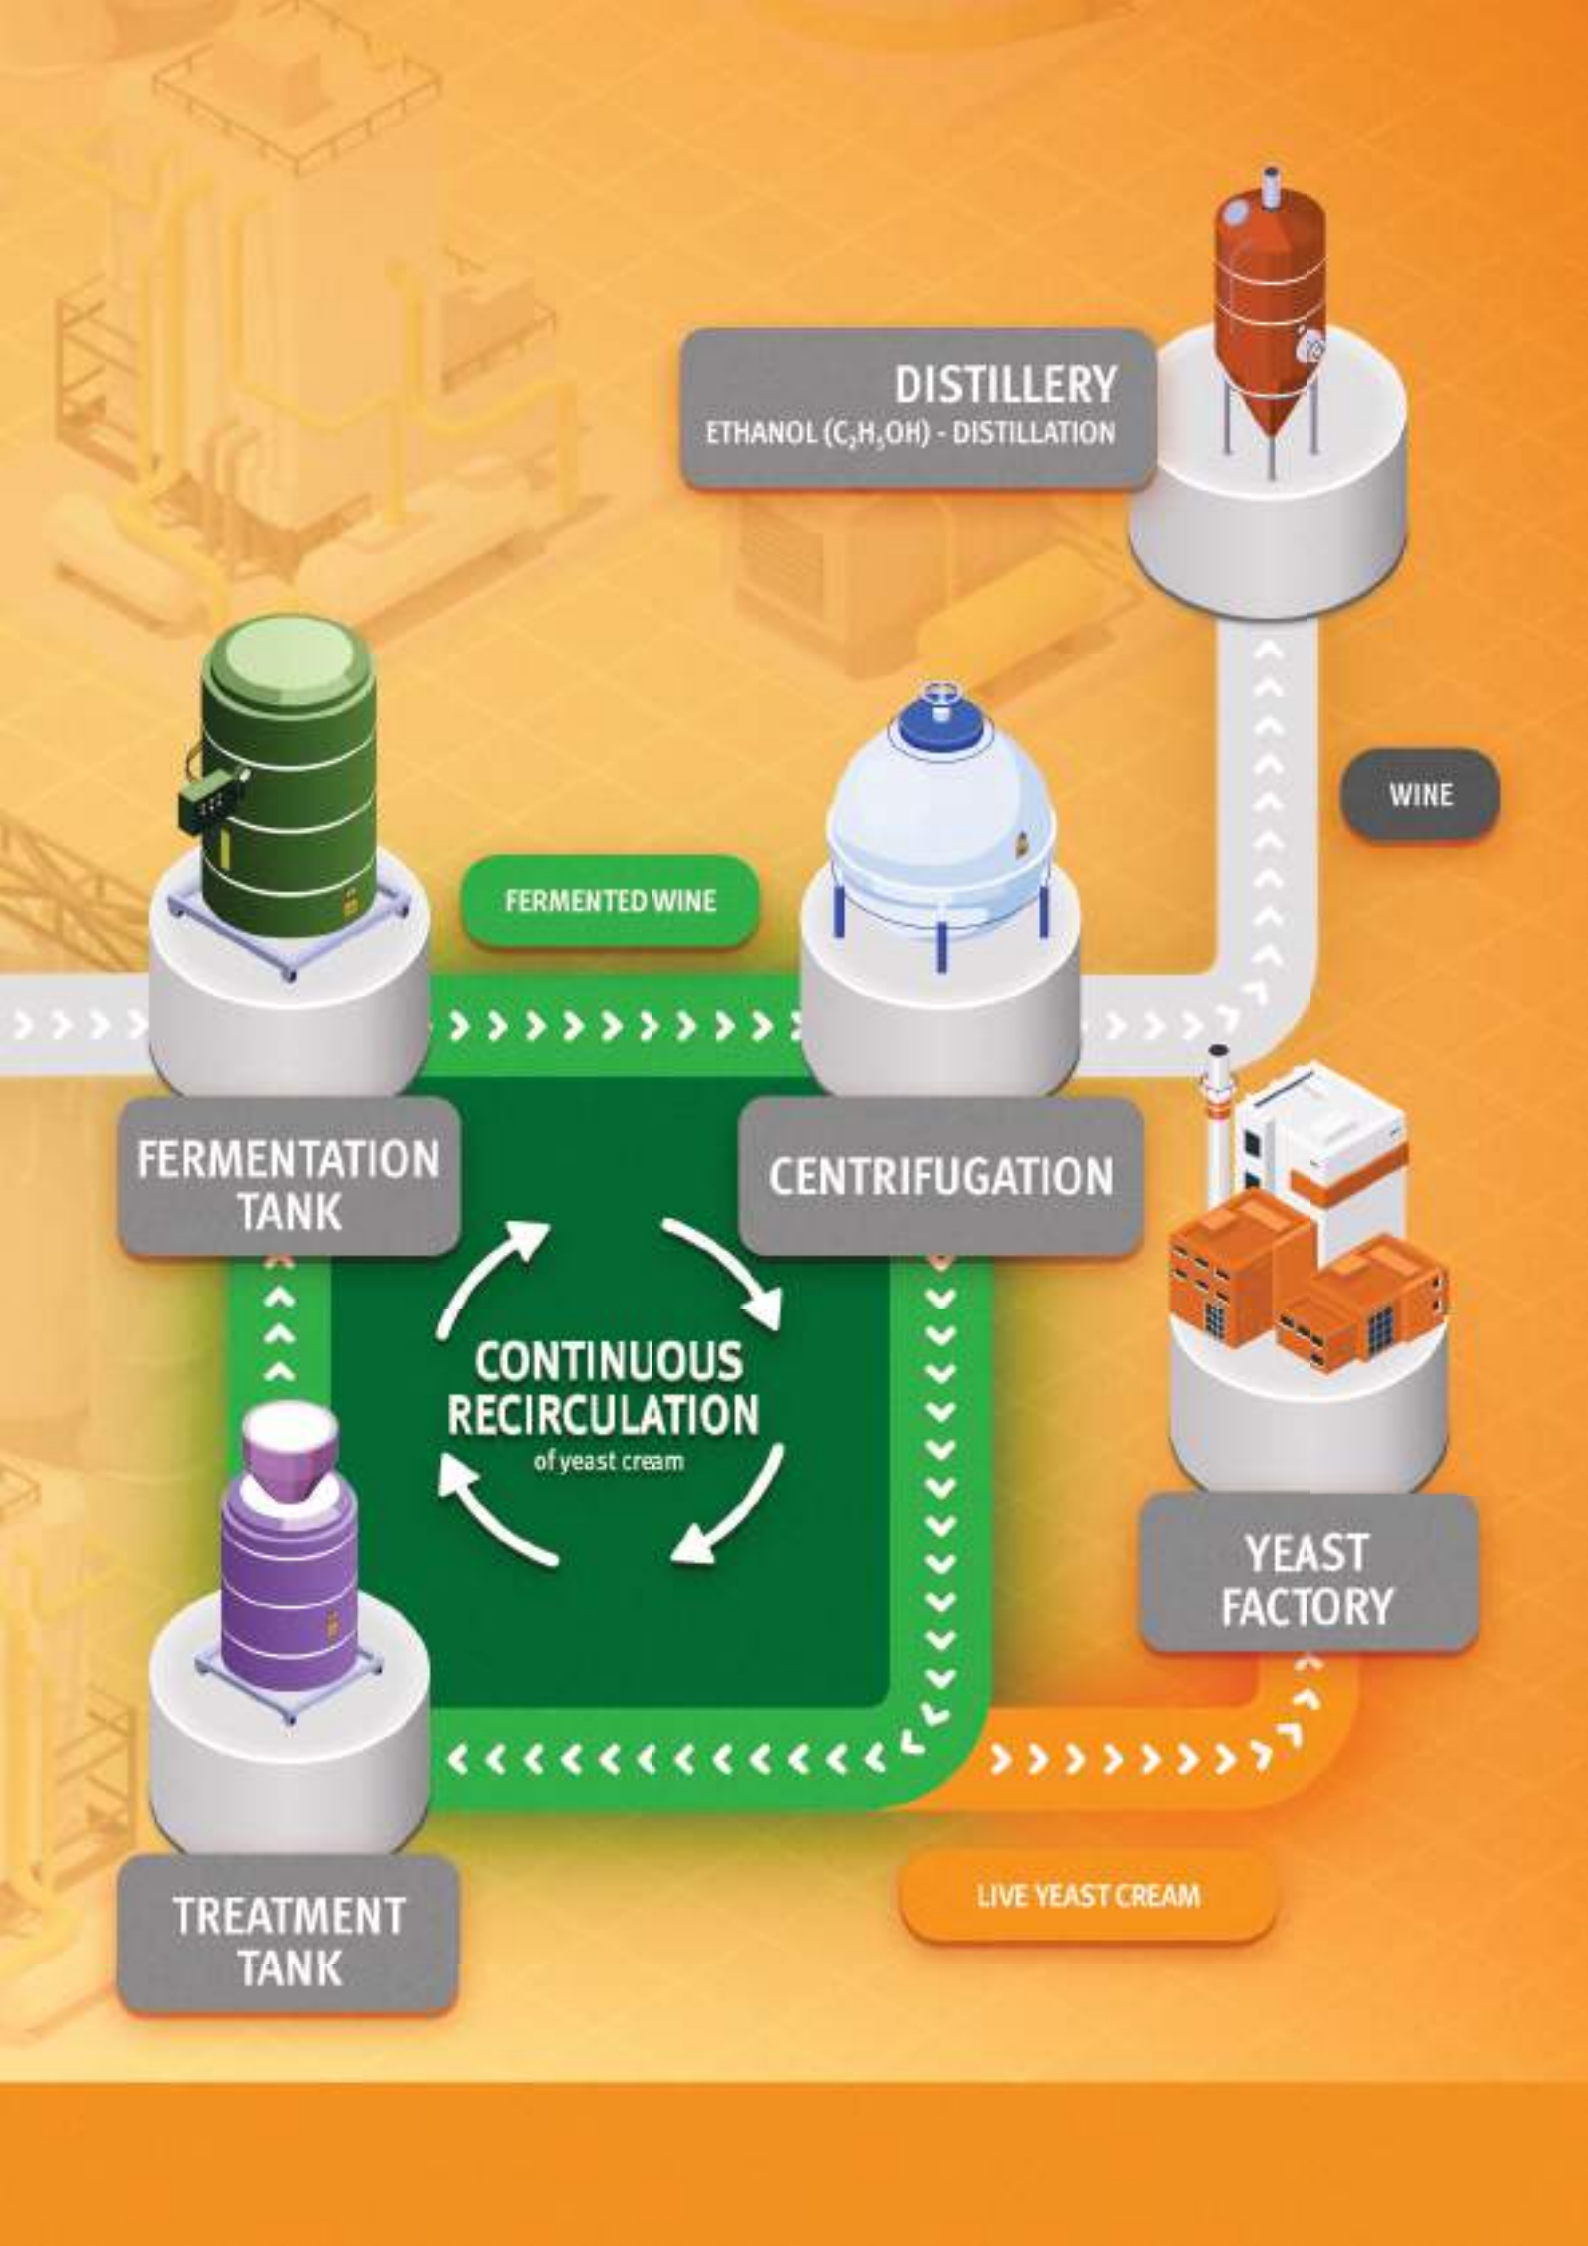 DISTILLERY
ETHANOL (C₂H₅OH) - DISTILLATION
WINE
FERMENTED WINE
FERMENTATION
TANK
CENTRIFUGATION
CONTINUOUS
RECIRCULATION
of yeast cream
YEAST
FACTORY
LIVE YEAST CREAM
TREATMENT
TANK